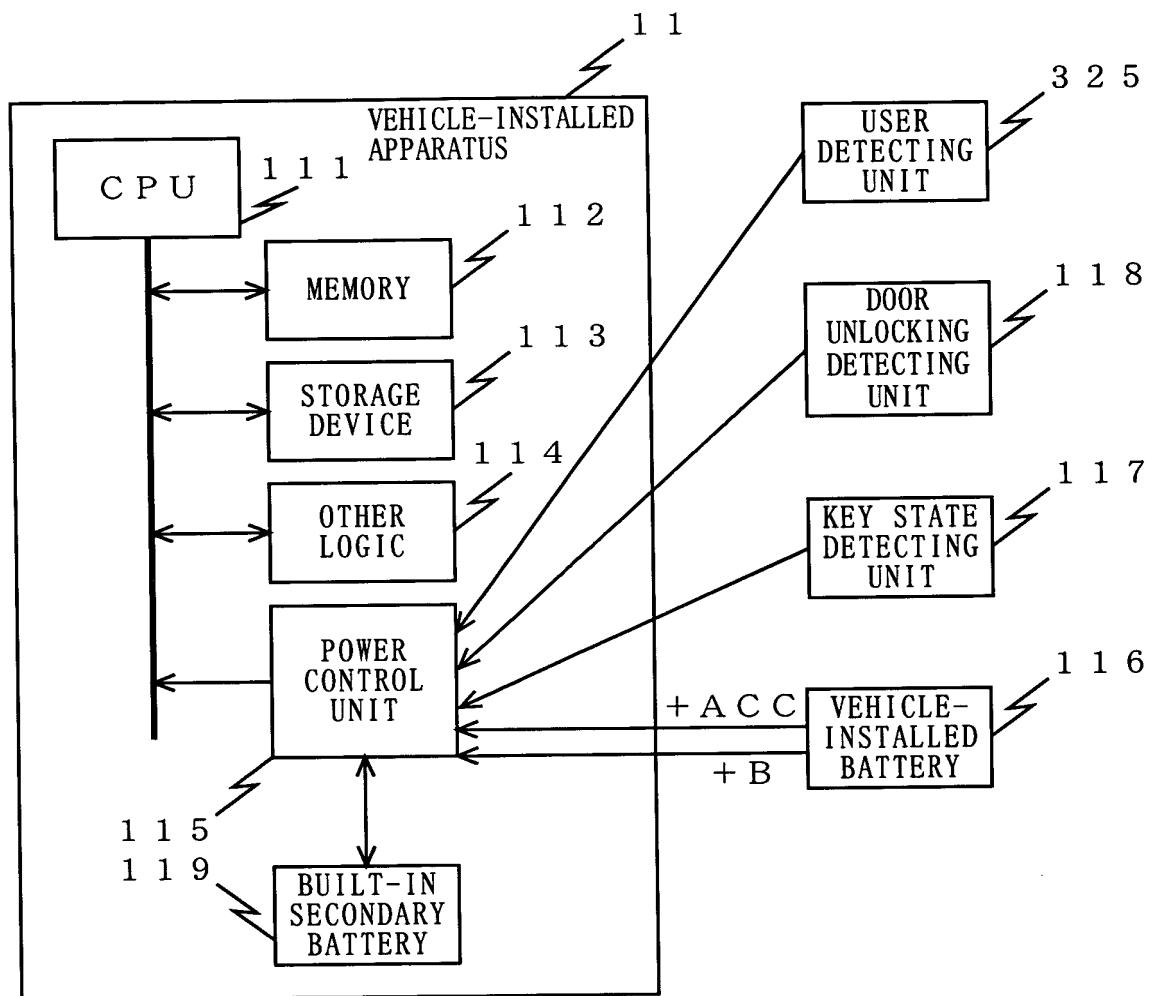 11
VEHICLE-INSTALLED
APPARATUS
CPU
111
MEMORY
112
STORAGE
DEVICE
113
OTHER
LOGIC
114
POWER
CONTROL
UNIT
115
BUILT-IN
SECONDARY
BATTERY
119
USER
DETECTING
UNIT
325
DOOR
UNLOCKING
DETECTING
UNIT
118
KEY STATE
DETECTING
UNIT
117
+ACC
+B
VEHICLE-
INSTALLED
BATTERY
116